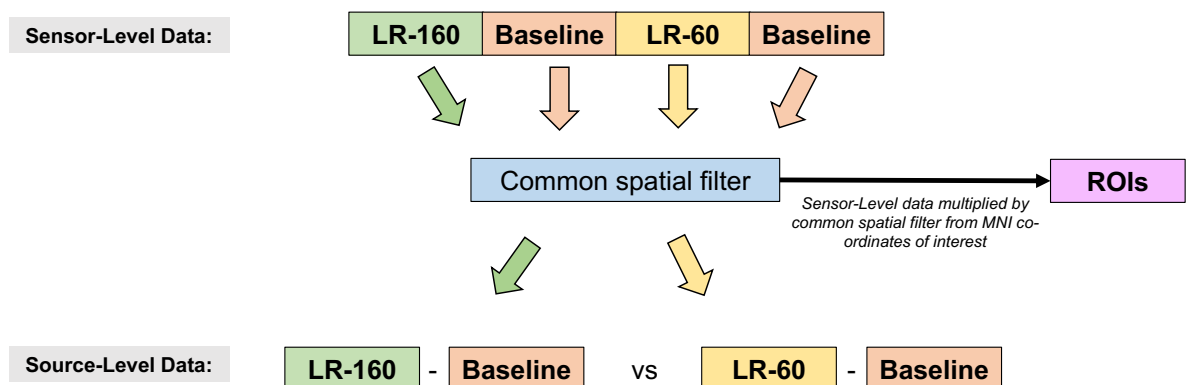 Sensor-Level Data: LR-160 Baseline LR-60 Baseline
Common spatial filter ROIs
Sensor-Level data multiplied by
common spatial filter from MNI co-
ordinates of interest
Source-Level Data: LR-160 - Baseline vs LR-60 - Baseline